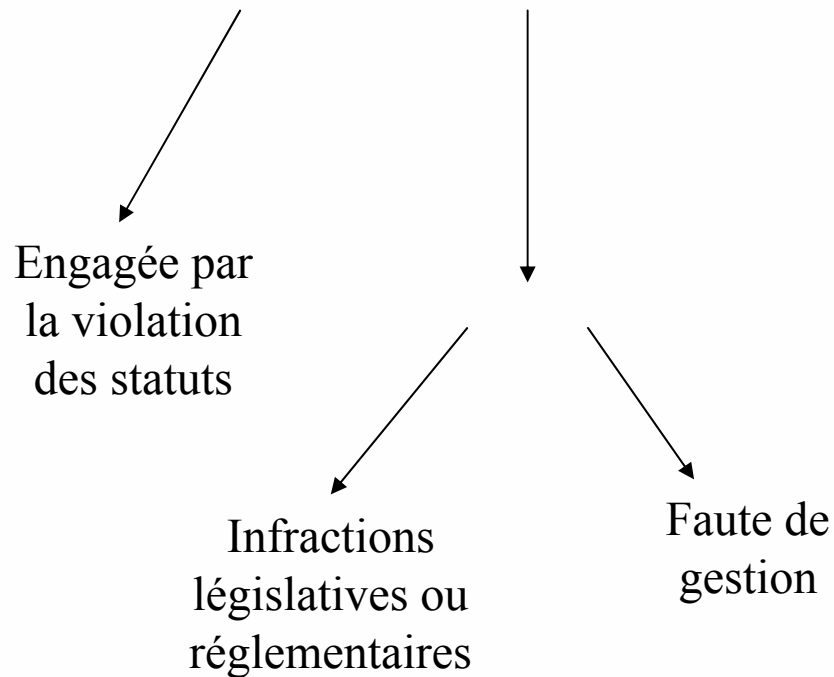 Engagée par
la violation
des statuts
Infractions
législatives ou
réglementaires
Faute de
gestion